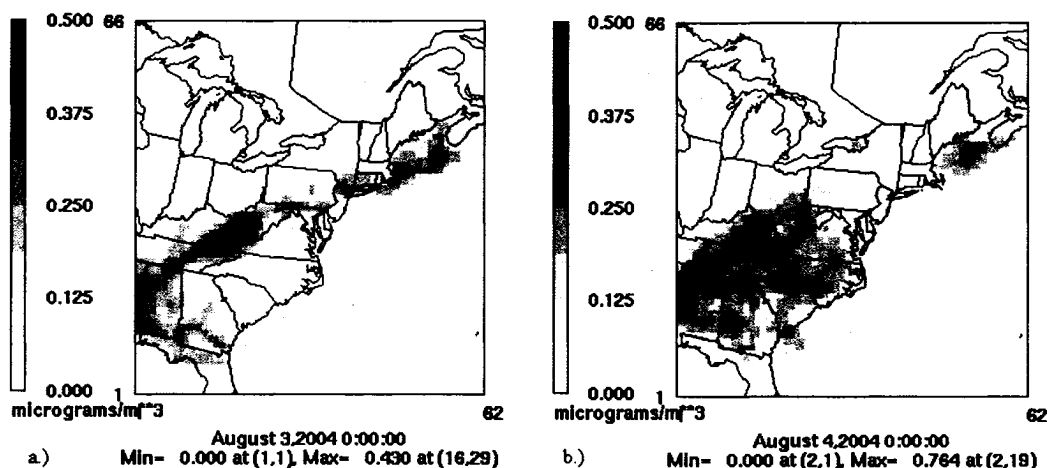 0.500
66
0.375
0.250
0.125
0.000
1
micrograms/m**3
62
August 3,2004 0:00:00
a.)
Min= 0.000 at (1,1), Max= 0.430 at (16,29)
0.500
66
0.375
0.250
0.125
0.000
1
micrograms/m**3
62
August 4,2004 0:00:00
b.)
Min= 0.000 at (2,1), Max= 0.764 at (2,19)